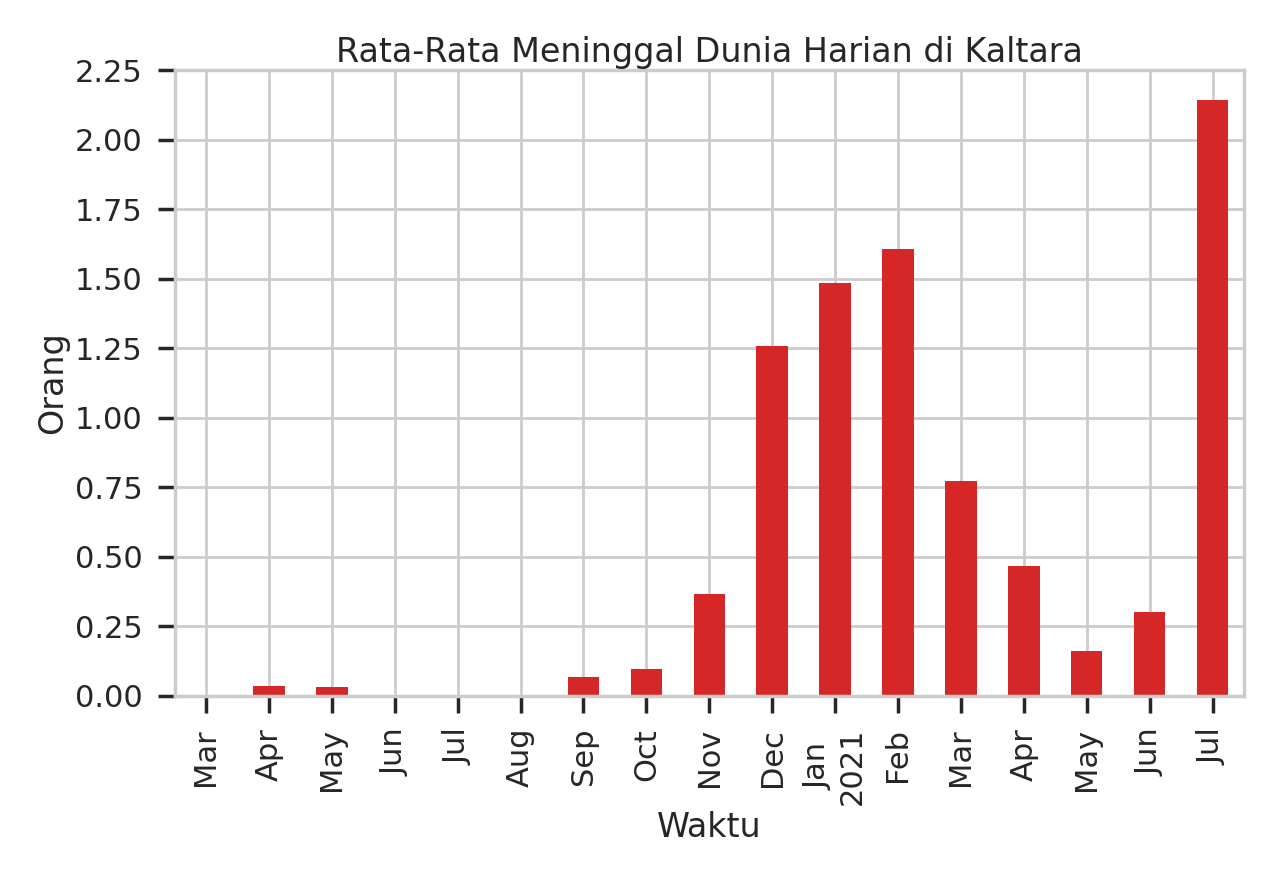 Rata-Rata Meninggal Dunia Harian di Kaltara
2.25
2.00
1.75
1.50
1.25
1.00
0.75
0.50
0.25
0.00
Orang
Mar
Apr
May
Jun
Jul
Aug
Sep
Oct
Nov
Dec
Jan
2021
Feb
Mar
Apr
May
Jun
Jul
Waktu